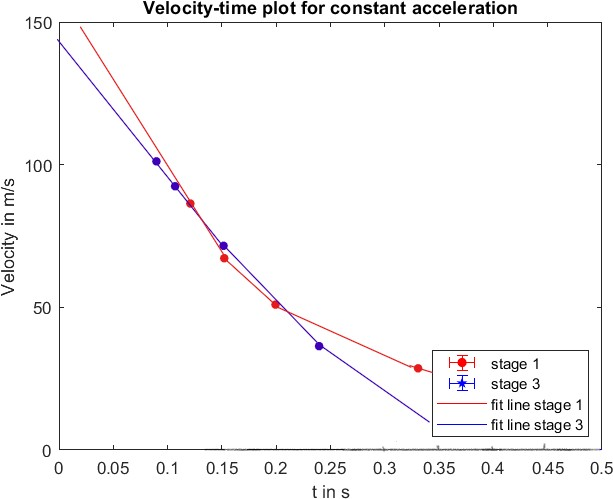 Velocity-time plot for constant acceleration
150
100
50
0
Velocity in m/s
stage 1
stage 3
fit line stage 1
fit line stage 3
0 0.05 0.1 0.15 0.2 0.25 0.3 0.35 0.4 0.45 0.5
t in s